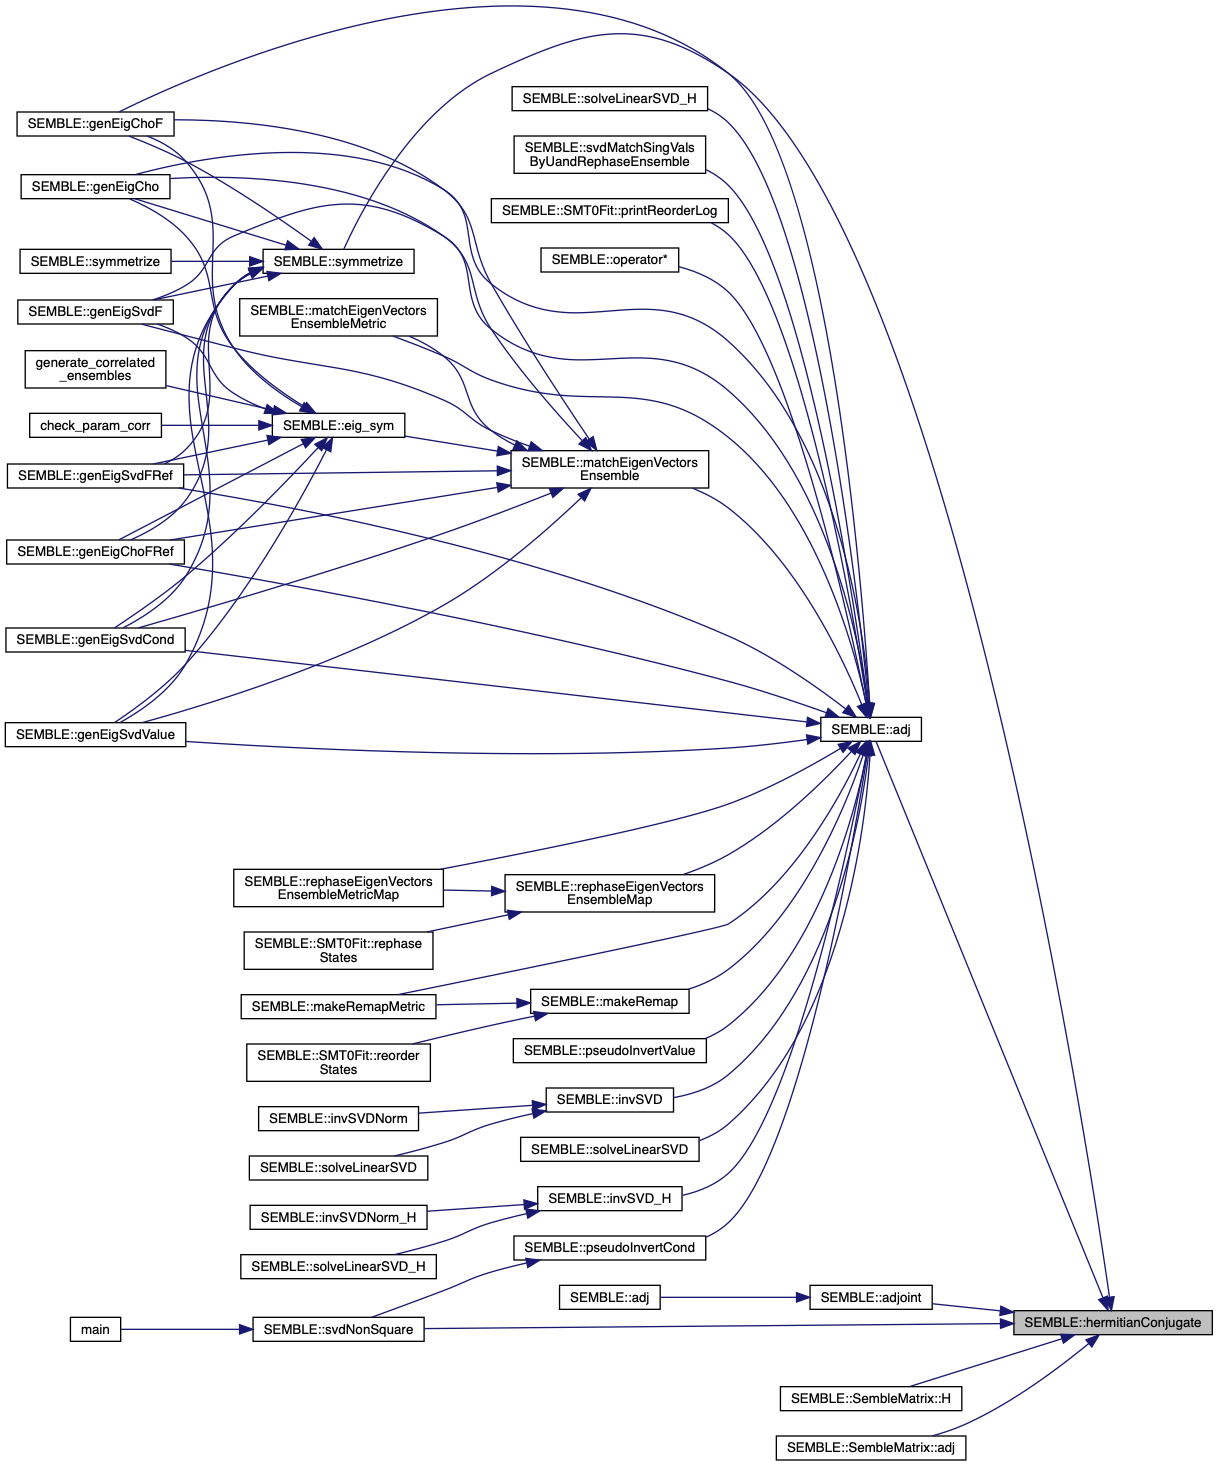 SEMBLE::solveLinearSVD_H
SEMBLE::genEigChoF
SEMBLE::svdMatchSingVals
ByUandRephaseEnsemble
SEMBLE::genEigCho
SEMBLE::SMT0Fit::printReorderLog
SEMBLE::symmetrize
SEMBLE::symmetrize
SEMBLE::operator*
SEMBLE::genEigSvdF
SEMBLE::matchEigenVectors
EnsembleMetric
generate_correlated
_ensembles
check_param_corr
SEMBLE::eig_sym
SEMBLE::genEigSvdFRef
SEMBLE::matchEigenVectors
Ensemble
SEMBLE::genEigChoFRef
SEMBLE::genEigSvdCond
SEMBLE::genEigSvdValue
SEMBLE::adj
SEMBLE::rephaseEigenVectors
EnsembleMetricMap
SEMBLE::rephaseEigenVectors
EnsembleMap
SEMBLE::SMT0Fit::rephase
States
SEMBLE::makeRemapMetric
SEMBLE::makeRemap
SEMBLE::SMT0Fit::reorder
States
SEMBLE::pseudoInvertValue
SEMBLE::invSVDNorm
SEMBLE::invSVD
SEMBLE::solveLinearSVD
SEMBLE::solveLinearSVD
SEMBLE::invSVDNorm_H
SEMBLE::invSVD_H
SEMBLE::solveLinearSVD_H
SEMBLE::pseudoInvertCond
SEMBLE::adj
SEMBLE::adjoint
main
SEMBLE::svdNonSquare
SEMBLE::hermitianConjugate
SEMBLE::SembleMatrix::H
SEMBLE::SembleMatrix::adj